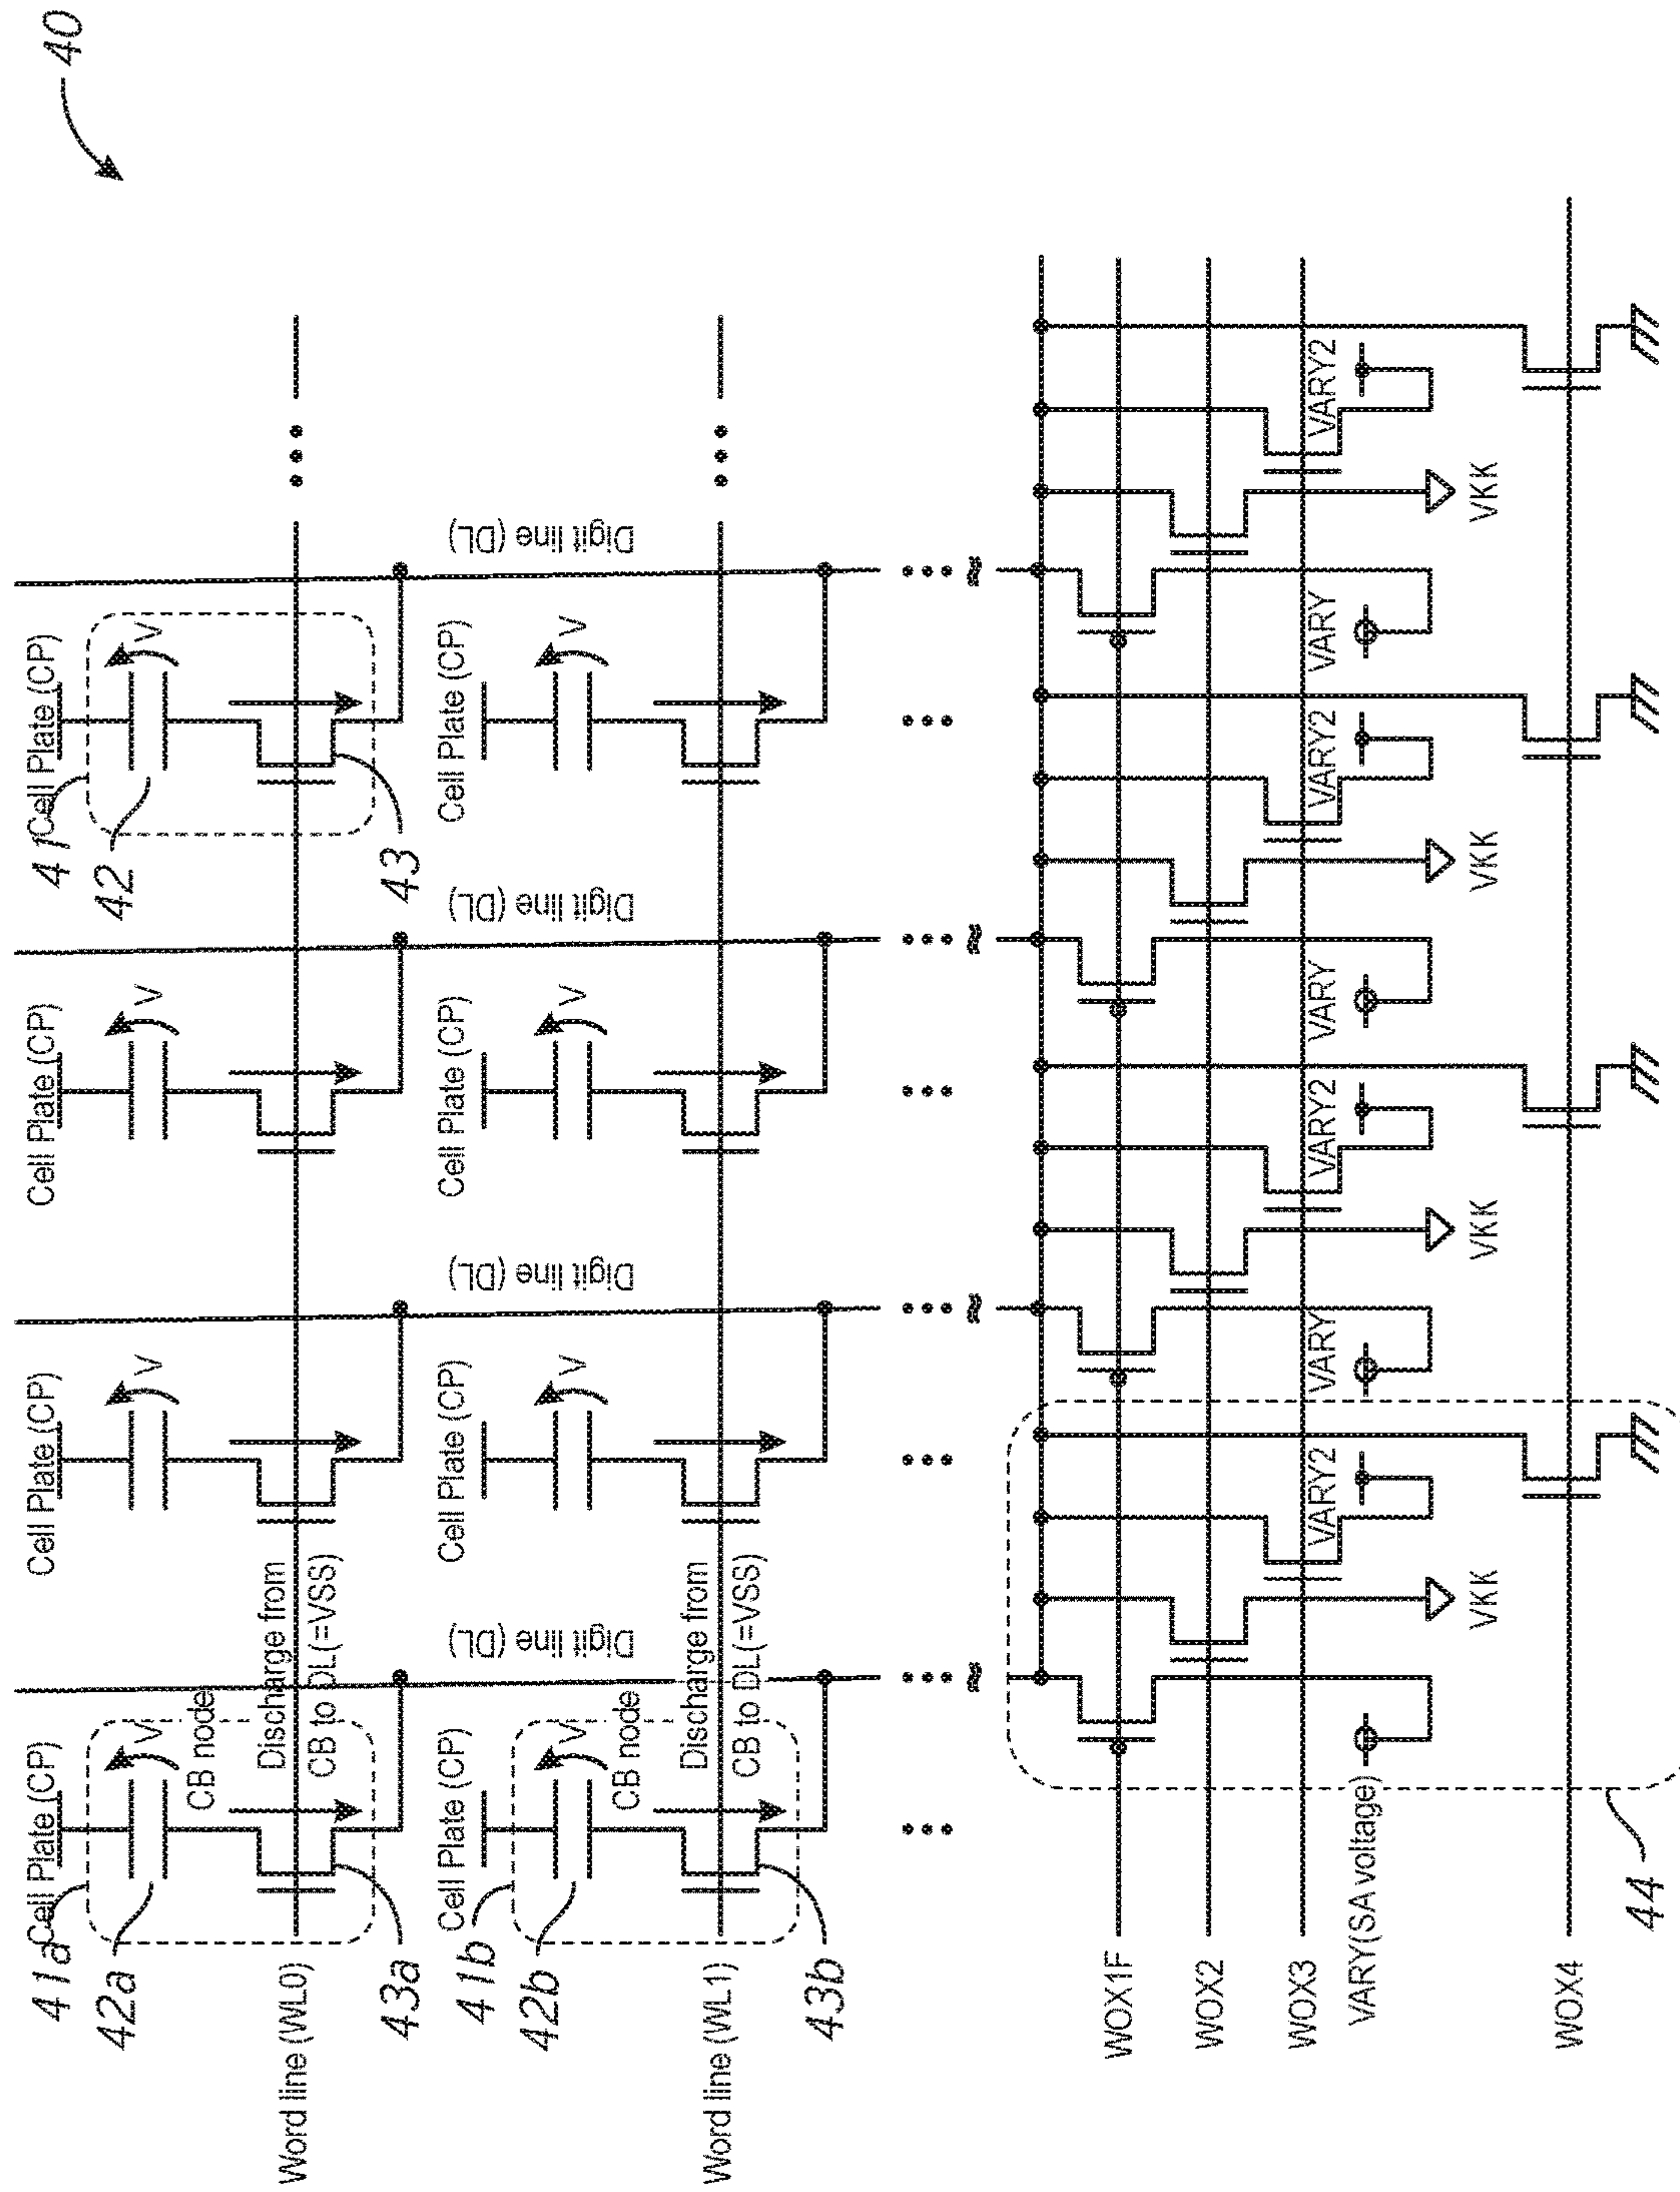 40
41a
Cell Plate (CP)
Cell Plate (CP)
Cell Plate (CP)
41
Cell Plate (CP)
42a
V
V
V
42
V
CB node
Word line (WL0)
Discharge from
CB to DL(=VSS)
43a
43
Digit line (DL)
Digit line (DL)
Digit line (DL)
Digit line (DL)
41b
Cell Plate (CP)
Cell Plate (CP)
Cell Plate (CP)
Cell Plate (CP)
42b
V
V
V
V
CB node
Word line (WL1)
Discharge from
CB to DL(=VSS)
43b
WOX1F
WOX2
WOX3
VARY2
VARY2
VARY2
VARY2
VARY(SA voltage)
VARY
VARY
VARY
VKK
VKK
VKK
VKK
WOX4
44